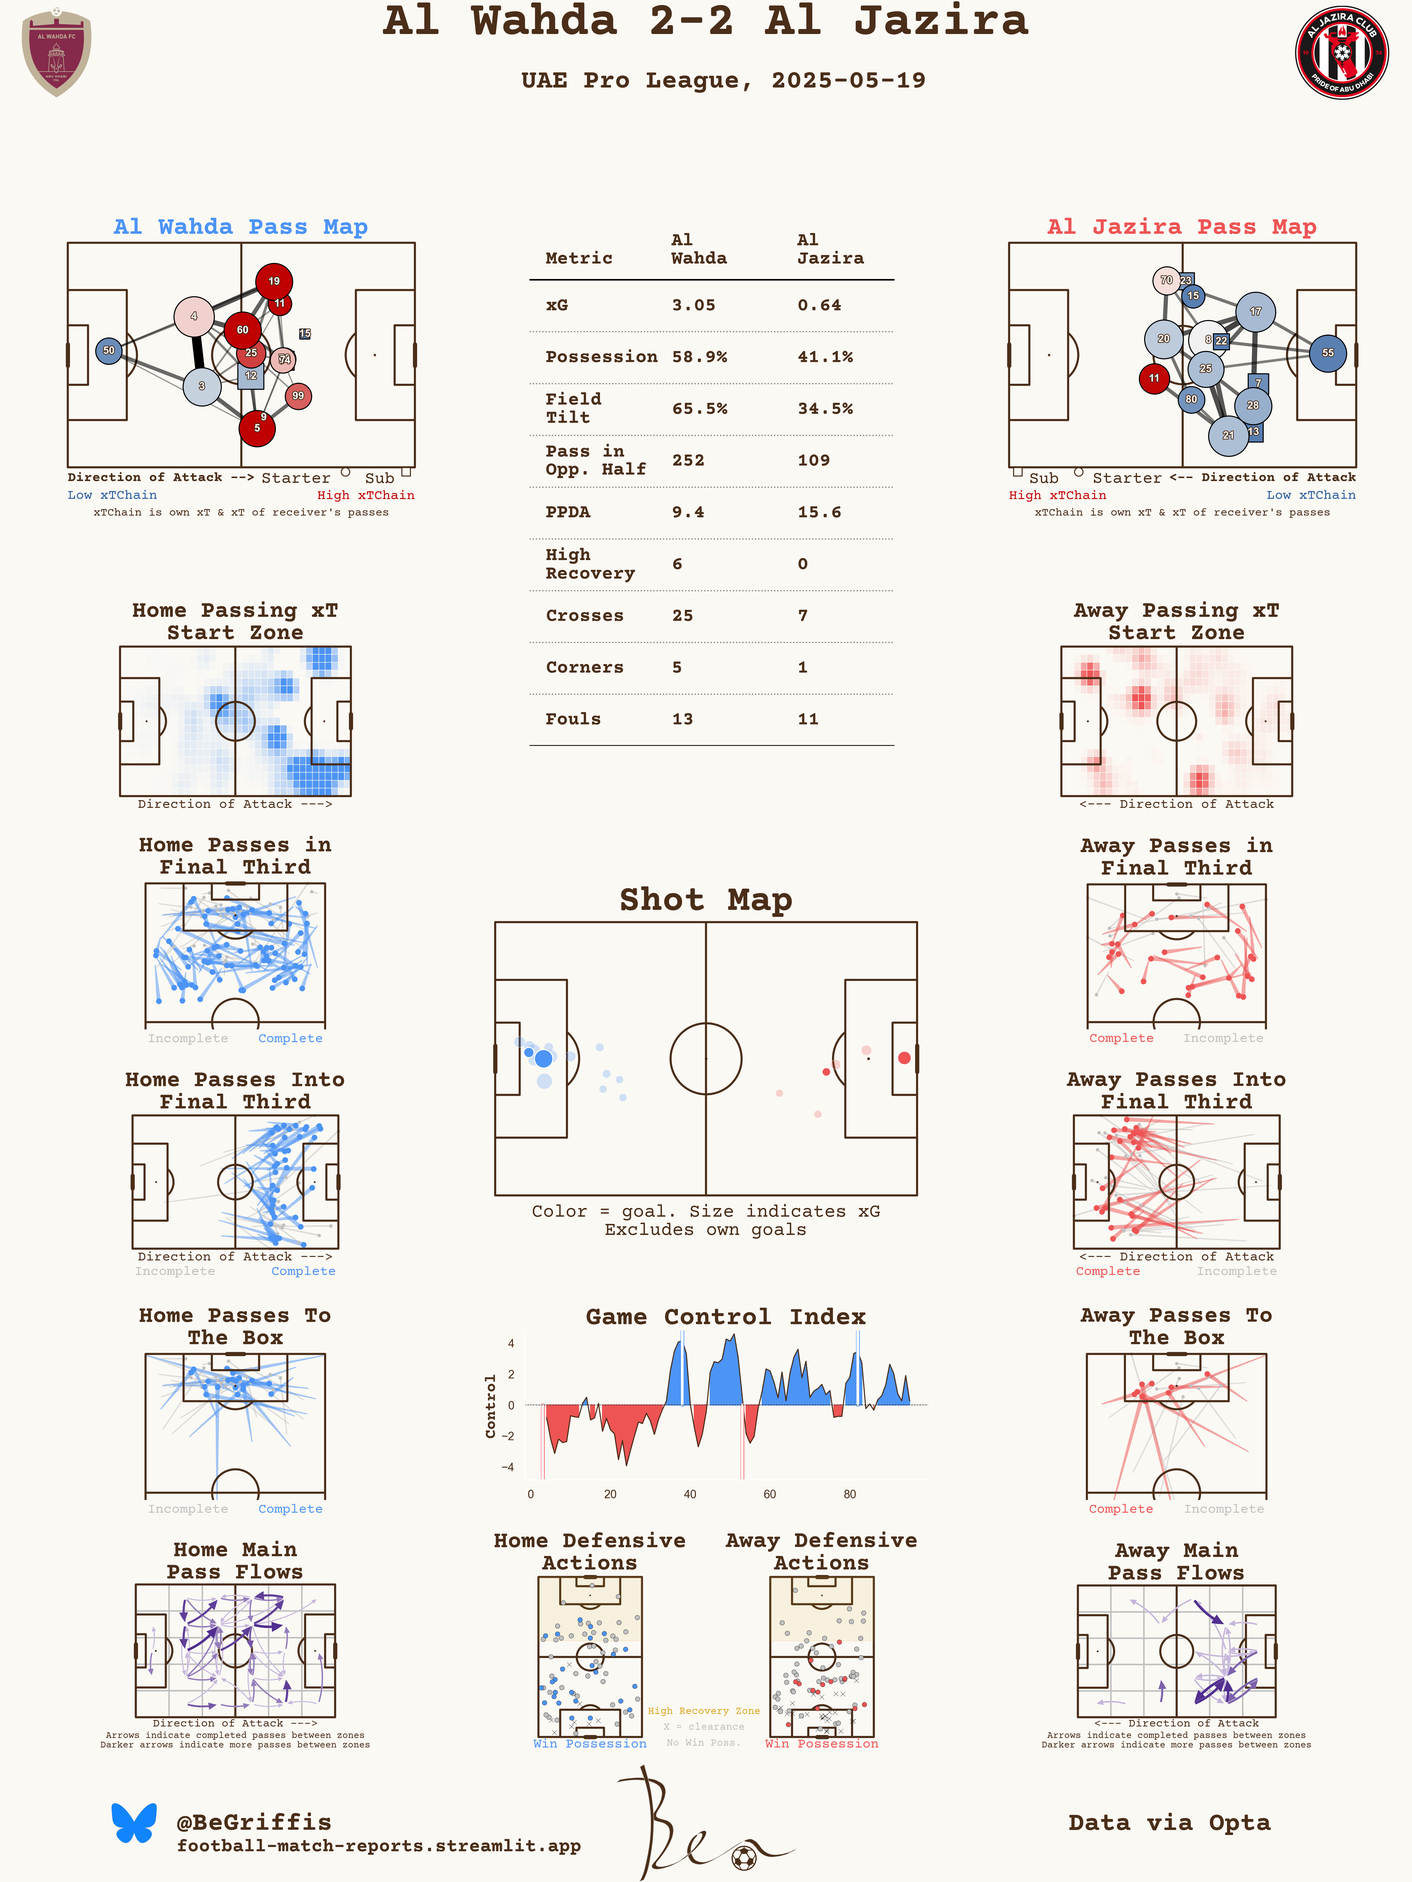 Al Wahda 2-2 Al Jazira
UAE Pro League, 2025-05-19
AL WAHDA FC
ABU DHABI
AL JAZIRA CLUB
19 74
PRIDE OF ABU DHABI
Al Wahda Pass Map
19
11
4
60
15
50
25
74
12
3
99
9
5
Direction of Attack --> Starter Sub
Low xTChain High xTChain
xTChain is own xT & xT of receiver's passes
Metric Al Wahda Al Jazira
xG 3.05 0.64
Possession 58.9% 41.1%
Field Tilt 65.5% 34.5%
Pass in Opp. Half 252 109
PPDA 9.4 15.6
High Recovery 6 0
Crosses 25 7
Corners 5 1
Fouls 13 11
Al Jazira Pass Map
70
23
15
17
20
8
22
55
25
11
7
80
28
21
13
Sub Starter <-- Direction of Attack
High xTChain Low xTChain
xTChain is own xT & xT of receiver's passes
Home Passing xT
Start Zone
Direction of Attack --->
Away Passing xT
Start Zone
<--- Direction of Attack
Home Passes in
Final Third
Incomplete Complete
Away Passes in
Final Third
Complete Incomplete
Shot Map
Color = goal. Size indicates xG
Excludes own goals
Home Passes Into
Final Third
Direction of Attack --->
Incomplete Complete
Away Passes Into
Final Third
<--- Direction of Attack
Complete Incomplete
Home Passes To
The Box
Incomplete Complete
Game Control Index
Control
4
2
0
−2
−4
0 20 40 60 80
Away Passes To
The Box
Complete Incomplete
Home Main
Pass Flows
Direction of Attack --->
Arrows indicate completed passes between zones
Darker arrows indicate more passes between zones
Home Defensive
Actions
Win Possession
Away Defensive
Actions
Win Possession
High Recovery Zone
X = clearance
No Win Poss.
Away Main
Pass Flows
<--- Direction of Attack
Arrows indicate completed passes between zones
Darker arrows indicate more passes between zones
@BeGriffis
football-match-reports.streamlit.app
Ben
Data via Opta